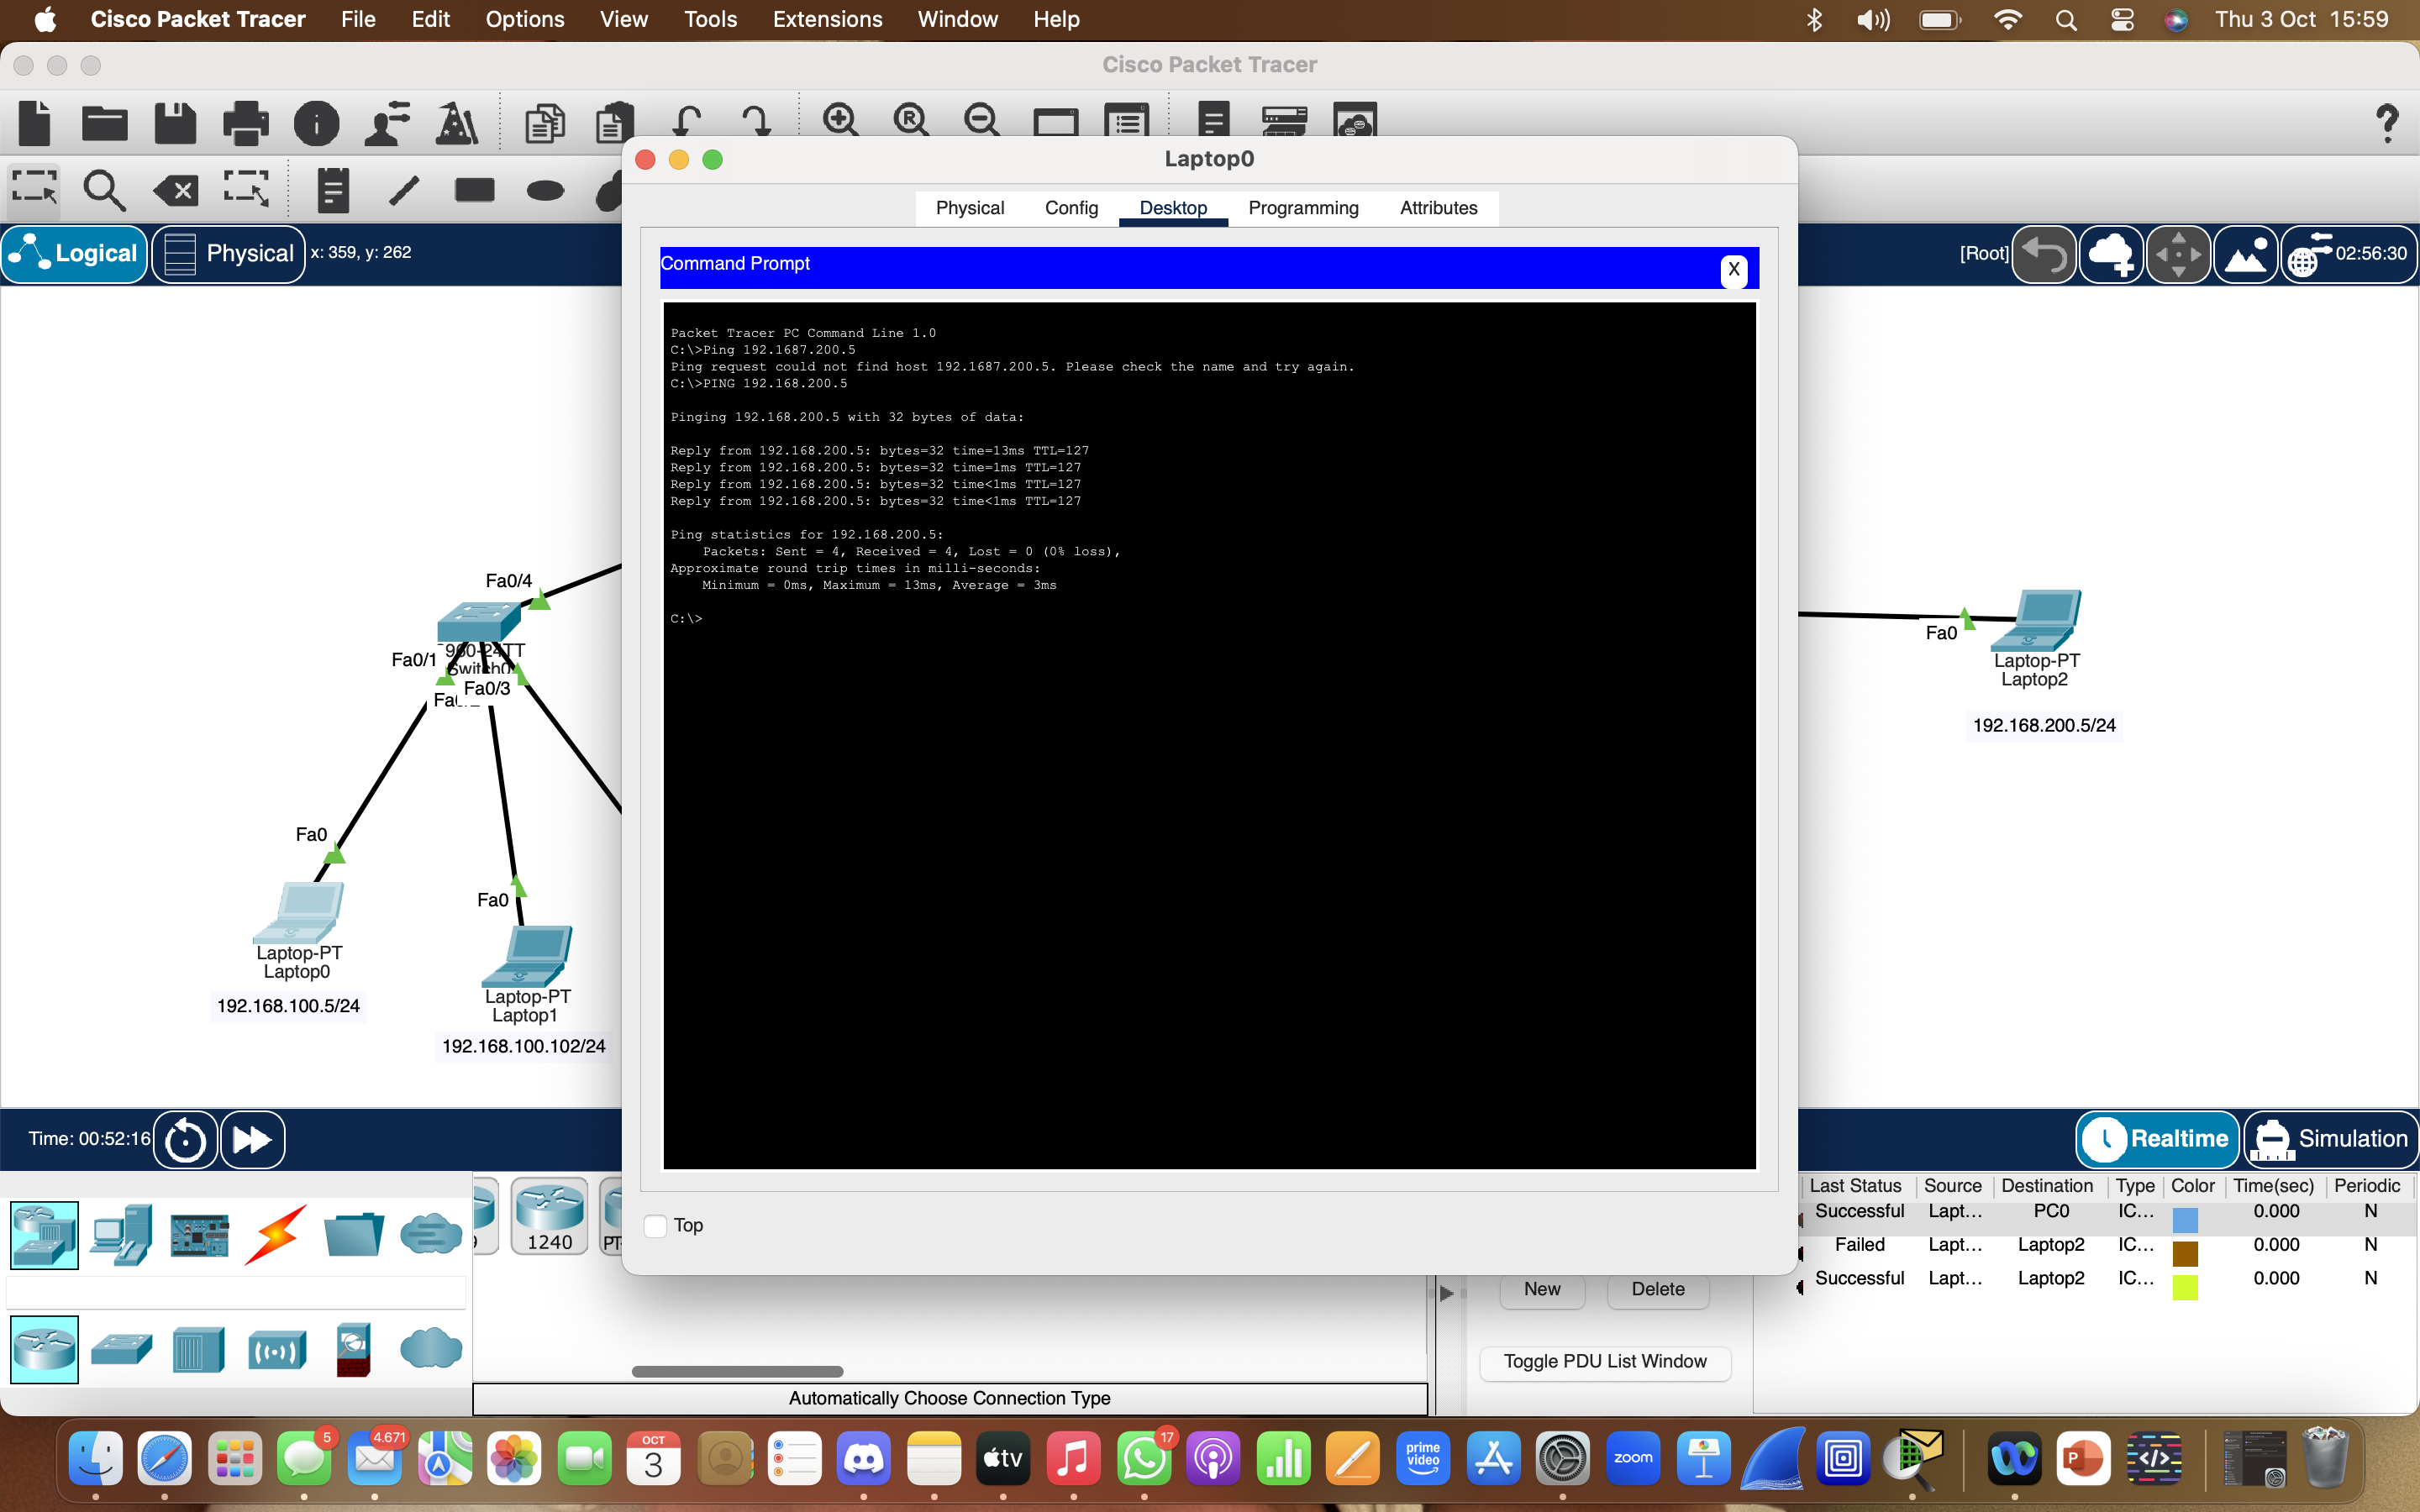 Cisco Packet Tracer File Edit Options View Tools Extensions Window Help Thu 3 Oct 15:59
Cisco Packet Tracer
Laptop0
Physical Config Desktop Programming Attributes
Logical Physical x: 359, y: 262
[Root] 02:56:30
Command Prompt
X
Packet Tracer PC Command Line 1.0
C:\>Ping 192.1687.200.5
Ping request could not find host 192.1687.200.5. Please check the name and try again.
C:\>PING 192.168.200.5
Pinging 192.168.200.5 with 32 bytes of data:
Reply from 192.168.200.5: bytes=32 time=13ms TTL=127
Reply from 192.168.200.5: bytes=32 time=1ms TTL=127
Reply from 192.168.200.5: bytes=32 time<1ms TTL=127
Reply from 192.168.200.5: bytes=32 time<1ms TTL=127
Ping statistics for 192.168.200.5:
Packets: Sent = 4, Received = 4, Lost = 0 (0% loss),
Approximate round trip times in milli-seconds:
Minimum = 0ms, Maximum = 13ms, Average = 3ms
C:\>
Fa0/4
960-24TT
Switch0
Fa0/1
Fa0/3
Fa0
Laptop-PT
Laptop0
192.168.100.5/24
Fa0
Laptop-PT
Laptop1
192.168.100.102/24
Fa0
Laptop-PT
Laptop2
192.168.200.5/24
Time: 00:52:16
Realtime Simulation
Top
1240
PT
Automatically Choose Connection Type
New Delete
Toggle PDU List Window
Last Status Source Destination Type Color Time(sec) Periodic
Successful Lapt... PC0 IC... 0.000 N
Failed Lapt... Laptop2 IC... 0.000 N
Successful Lapt... Laptop2 IC... 0.000 N
5
4.671
OCT
3
tv
17
prime
video
zoom
P
</>